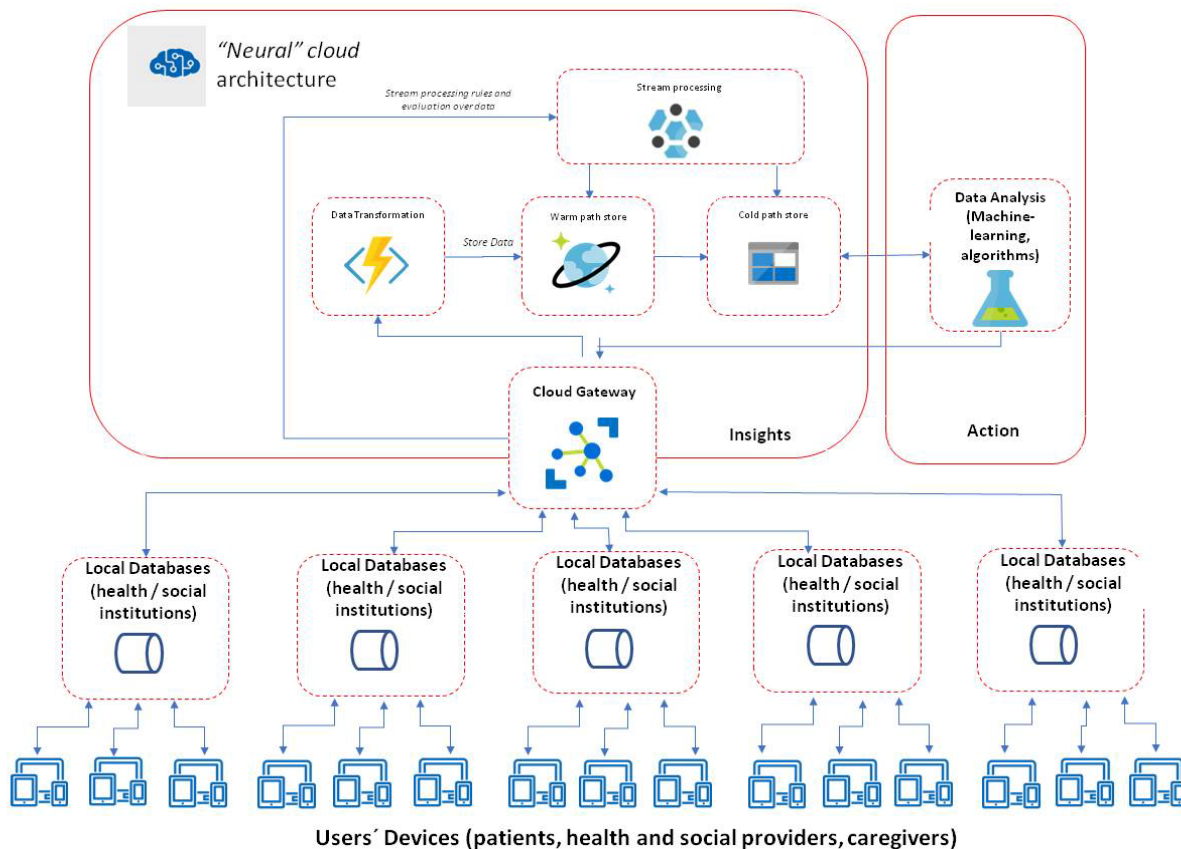 “Neural” cloud
architecture
Stream processing rules and
evaluation over data
Stream processing
Data Transformation
Store Data
Warm path store
Cold path store
Data Analysis
(Machine-
learning,
algorithms)
Cloud Gateway
Insights
Action
Local Databases
(health / social
institutions)
Local Databases
(health / social
institutions)
Local Databases
(health / social
institutions)
Local Databases
(health / social
institutions)
Local Databases
(health / social
institutions)
Users´ Devices (patients, health and social providers, caregivers)